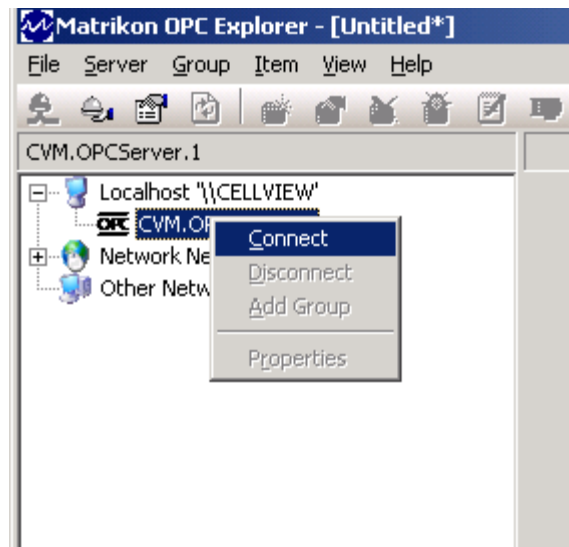 Matrikon OPC Explorer - [Untitled*]
File Server Group Item View Help
CVM.OPCServer.1
Localhost '\\CELLVIEW'
OPC CVM.OP
Connect
Network Ne
Disconnect
Other Netw
Add Group
Properties